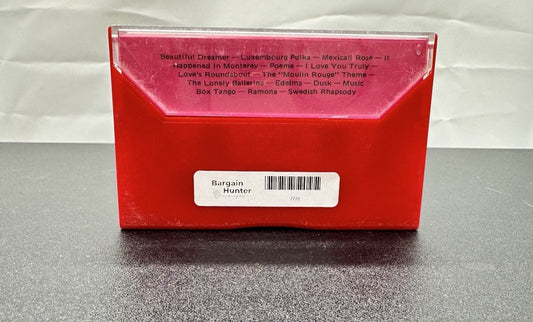 Beautiful Dreamer — Luxembourg Polka — Mexicali Rose — It
Happened In Monterey — Poeme — I Love You Truly —
Love's Roundabout — The "Moulin Rouge" Theme —
The Lonely Ballerina — Edelma — Dusk — Music
Box Tango — Ramona — Swedish Rhapsody
Bargain
Hunter